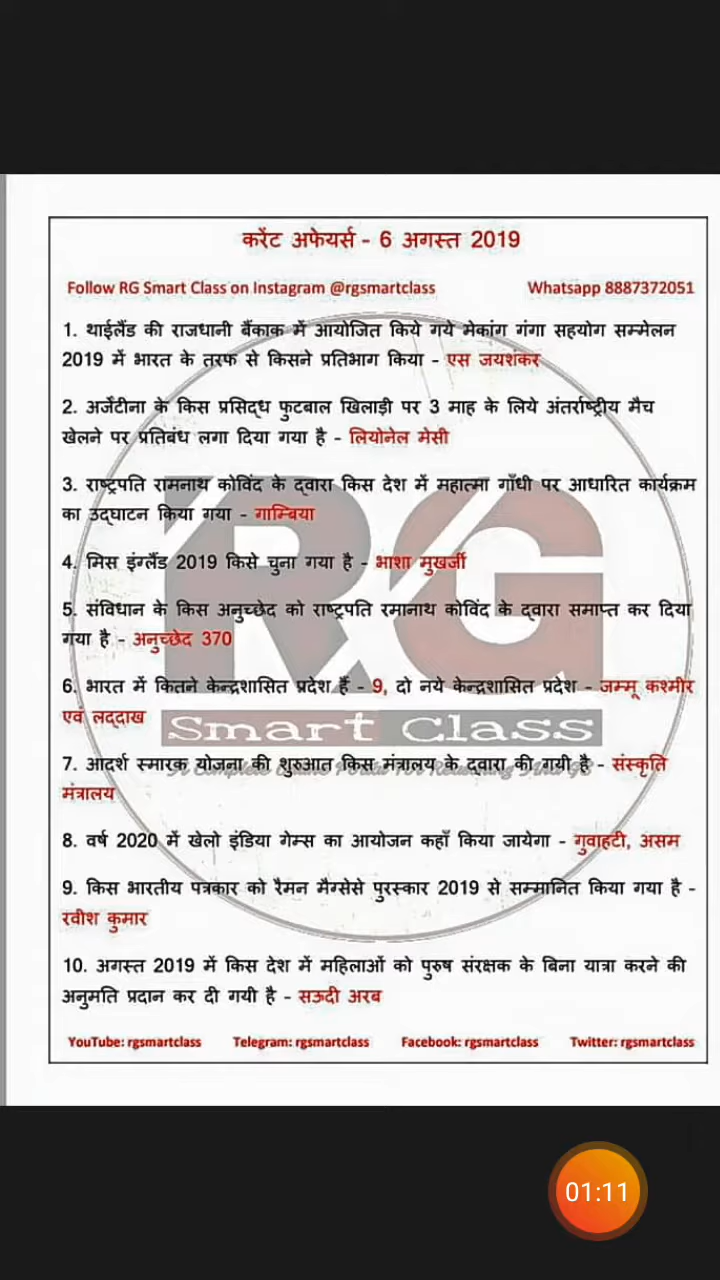 करेंट अफेयर्स - 6 अगस्त 2019
Follow RG Smart Class on Instagram @rgsmartclass Whatsapp 8887372051
1. थाईलैंड की राजधानी बैंकाक में आयोजित किये गये मेकांग गंगा सहयोग सम्मेलन
2019 में भारत के तरफ से किसने प्रतिभाग किया - एस जयशंकर
2. अर्जेंटीना के किस प्रसिद्ध फुटबाल खिलाड़ी पर 3 माह के लिये अंतर्राष्ट्रीय मैच
खेलने पर प्रतिबंध लगा दिया गया है - लियोनेल मेसी
3. राष्ट्रपति रामनाथ कोविंद के द्वारा किस देश में महात्मा गाँधी पर आधारित कार्यक्रम
का उद्घाटन किया गया - गाम्बिया
4. मिस इंग्लैंड 2019 किसे चुना गया है - भाशा मुखर्जी
5. संविधान के किस अनुच्छेद को राष्ट्रपति रमानाथ कोविंद के द्वारा समाप्त कर दिया
गया है - अनुच्छेद 370
6. भारत में कितने केन्द्रशासित प्रदेश हैं - 9, दो नये केन्द्रशासित प्रदेश - जम्मू कश्मीर
एवं लद्दाख
RG
Smart Class
7. आदर्श स्मारक योजना की शुरुआत किस मंत्रालय के द्वारा की गयी है - संस्कृति
मंत्रालय
8. वर्ष 2020 में खेलो इंडिया गेम्स का आयोजन कहाँ किया जायेगा - गुवाहटी, असम
9. किस भारतीय पत्रकार को रैमन मैग्सेसे पुरस्कार 2019 से सम्मानित किया गया है -
रवीश कुमार
10. अगस्त 2019 में किस देश में महिलाओं को पुरुष संरक्षक के बिना यात्रा करने की
अनुमति प्रदान कर दी गयी है - सऊदी अरब
YouTube: rgsmartclass Telegram: rgsmartclass Facebook: rgsmartclass Twitter: rgsmartclass
01:11